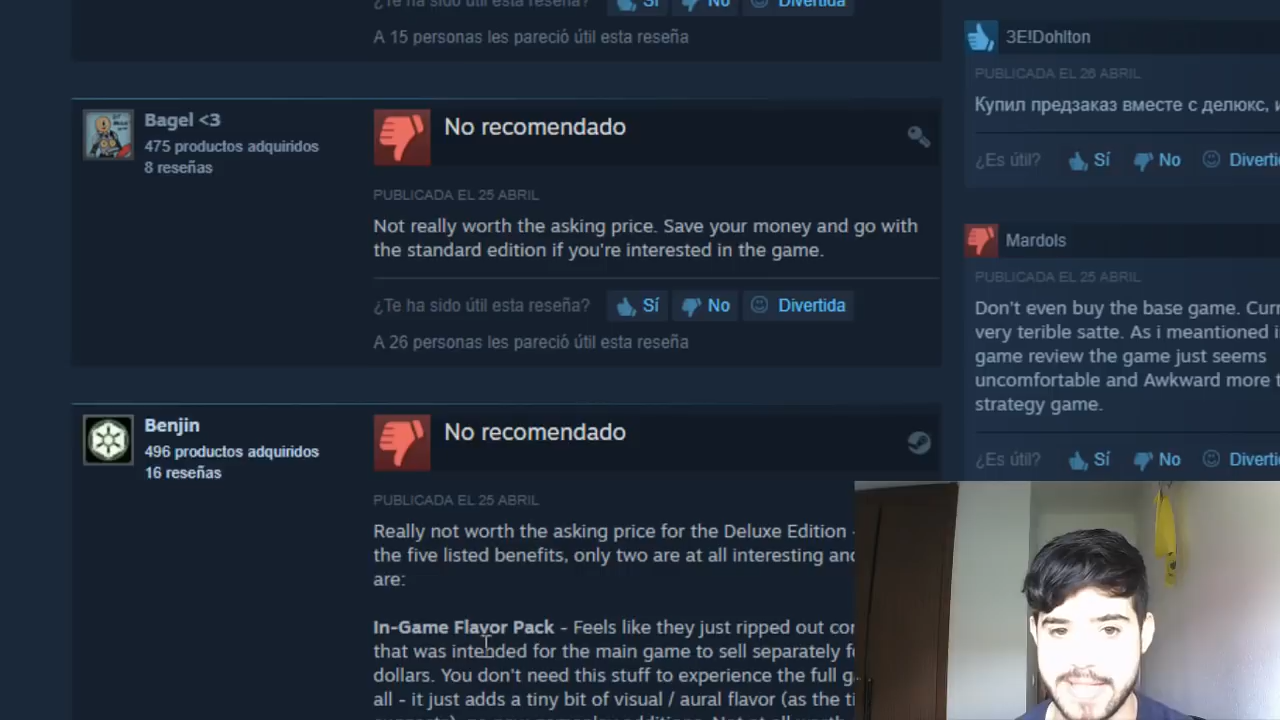 ¿Te ha sido útil esta reseña? Sí No Divertida
A 15 personas les pareció útil esta reseña
Bagel <3
475 productos adquiridos
8 reseñas
No recomendado
PUBLICADA EL 25 ABRIL
Not really worth the asking price. Save your money and go with
the standard edition if you're interested in the game.
¿Te ha sido útil esta reseña? Sí No Divertida
A 26 personas les pareció útil esta reseña
Benjin
496 productos adquiridos
16 reseñas
No recomendado
PUBLICADA EL 25 ABRIL
Really not worth the asking price for the Deluxe Edition -
the five listed benefits, only two are at all interesting and
are:
In-Game Flavor Pack - Feels like they just ripped out
that was intended for the main game to sell separately
dollars. You don't need this stuff to experience the full
all - it just adds a tiny bit of visual / aural flavor (as the
3E!Dohlton
PUBLICADA EL 26 ABRIL
Купил предзаказ вместе с делюкс,
¿Es útil? Sí No
Mardols
PUBLICADA EL 25 ABRIL
Don't even buy the base game.
very terible satte. As i meantioned
game review the game just seems
uncomfortable and Awkward more
strategy game.
¿Es útil? Sí No